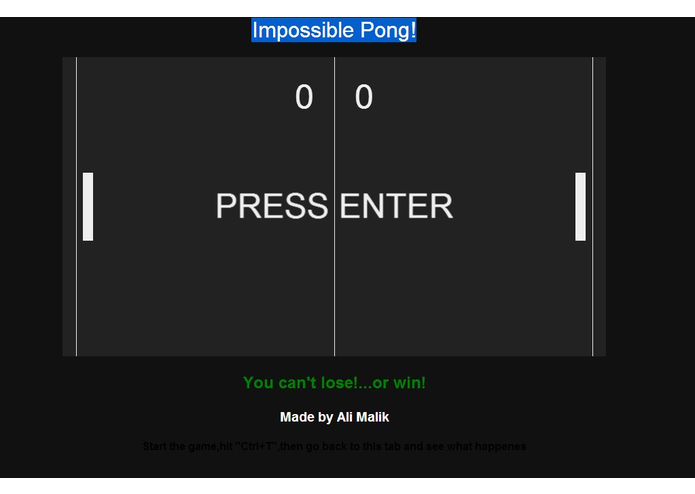 Impossible Pong!
0 0
PRESS ENTER
You can't lose!...or win!
Made by Ali Malik
Start the game,hit "Ctrl+T",then go back to this tab and see what happenes